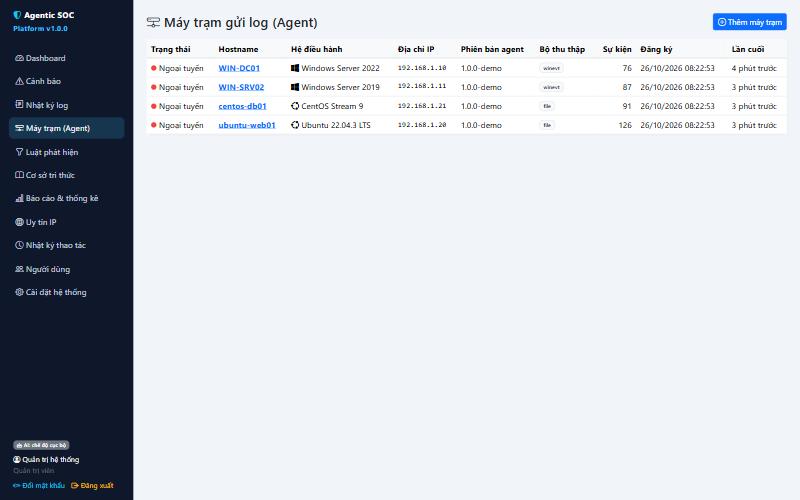 Agentic SOC
Platform v1.0.0
Dashboard
Cảnh báo
Nhật ký log
Máy trạm (Agent)
Luật phát hiện
Cơ sở tri thức
Báo cáo & thống kê
Uy tín IP
Nhật ký thao tác
Người dùng
Cài đặt hệ thống
AI: chế độ cục bộ
Quản trị hệ thống
Quản trị viên
Đổi mật khẩu Đăng xuất
Máy trạm gửi log (Agent)
Thêm máy trạm
Trạng thái Hostname Hệ điều hành Địa chỉ IP Phiên bản agent Bộ thu thập Sự kiện Đăng ký Lần cuối
Ngoại tuyến WIN-DC01 Windows Server 2022 192.168.1.10 1.0.0-demo winevt 76 26/10/2026 08:22:53 4 phút trước
Ngoại tuyến WIN-SRV02 Windows Server 2019 192.168.1.11 1.0.0-demo winevt 87 26/10/2026 08:22:53 3 phút trước
Ngoại tuyến centos-db01 CentOS Stream 9 192.168.1.21 1.0.0-demo file 91 26/10/2026 08:22:53 3 phút trước
Ngoại tuyến ubuntu-web01 Ubuntu 22.04.3 LTS 192.168.1.20 1.0.0-demo file 126 26/10/2026 08:22:53 3 phút trước